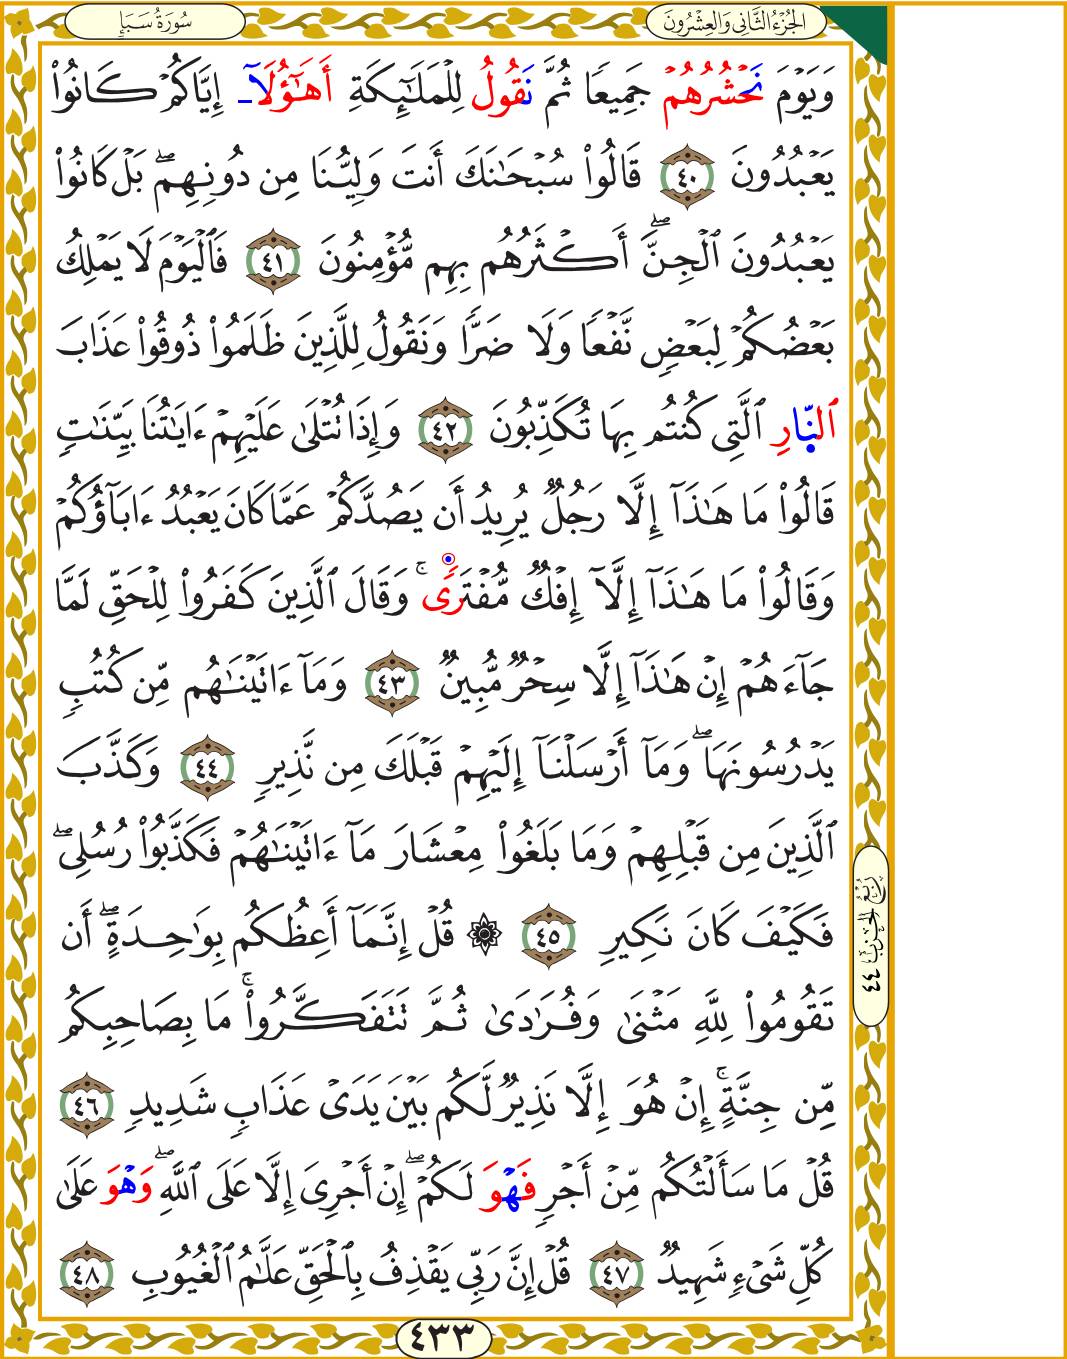 سُورَةُ سَبَإٍ
الجُزْءُ الثَّانِي وَالعِشْرُونَ
وَيَوۡمَ نَحۡشُرُهُمۡ جَمِيعٗا ثُمَّ نَقُولُ لِلۡمَلَٰٓئِكَةِ أَهَٰٓؤُلَآ إِيَّاكُمۡ كَانُواْ
يَعۡبُدُونَ ٤٠ قَالُواْ سُبۡحَٰنَكَ أَنتَ وَلِيُّنَا مِن دُونِهِمۖ بَلۡ كَانُواْ
يَعۡبُدُونَ ٱلۡجِنَّۖ أَكۡثَرُهُم بِهِم مُّؤۡمِنُونَ ٤١ فَٱلۡيَوۡمَ لَا يَمۡلِكُ
بَعۡضُكُمۡ لِبَعۡضٖ نَّفۡعٗا وَلَا ضَرّٗا وَنَقُولُ لِلَّذِينَ ظَلَمُواْ ذُوقُواْ عَذَابَ
ٱلنّ۪ارِ ٱلَّتِي كُنتُم بِهَا تُكَذِّبُونَ ٤٢ وَإِذَا تُتۡلَىٰ عَلَيۡهِمۡ ءَايَٰتُنَا بَيِّنَٰتٖ
قَالُواْ مَا هَٰذَآ إِلَّا رَجُلٞ يُرِيدُ أَن يَصُدَّكُمۡ عَمَّا كَانَ يَعۡبُدُ ءَابَآؤُكُمۡ
وَقَالُواْ مَا هَٰذَآ إِلَّآ إِفۡكٞ مُّفۡتَرٗىۚ وَقَالَ ٱلَّذِينَ كَفَرُواْ لِلۡحَقِّ لَمَّا
جَآءَهُمۡ إِنۡ هَٰذَآ إِلَّا سِحۡرٞ مُّبِينٞ ٤٣ وَمَآ ءَاتَيۡنَٰهُم مِّن كُتُبٖ
يَدۡرُسُونَهَاۖ وَمَآ أَرۡسَلۡنَآ إِلَيۡهِمۡ قَبۡلَكَ مِن نَّذِيرٖ ٤٤ وَكَذَّبَ
ٱلَّذِينَ مِن قَبۡلِهِمۡ وَمَا بَلَغُواْ مِعۡشَارَ مَآ ءَاتَيۡنَٰهُمۡ فَكَذَّبُواْ رُسُلِيۖ
فَكَيۡفَ كَانَ نَكِيرِ ٤٥ ۞ قُلۡ إِنَّمَآ أَعِظُكُم بِوَٰحِدَةٍۖ أَن
تَقُومُواْ لِلَّهِ مَثۡنَىٰ وَفُرَٰدَىٰ ثُمَّ تَتَفَكَّرُواْۚ مَا بِصَاحِبِكُم
مِّن جِنَّةٍۚ إِنۡ هُوَ إِلَّا نَذِيرٞ لَّكُم بَيۡنَ يَدَيۡ عَذَابٖ شَدِيدٖ ٤٦
قُلۡ مَا سَأَلۡتُكُم مِّنۡ أَجۡرٖ فَهۡوَ لَكُمۡۖ إِنۡ أَجۡرِيَ إِلَّا عَلَى ٱللَّهِۖ وَهۡوَ عَلَىٰ
كُلِّ شَيۡءٖ شَهِيدٞ ٤٧ قُلۡ إِنَّ رَبِّي يَقۡذِفُ بِٱلۡحَقِّ عَلَّٰمُ ٱلۡغُيُوبِ ٤٨
رُبْعُ الحِزْب ٤٤
٤٣٣